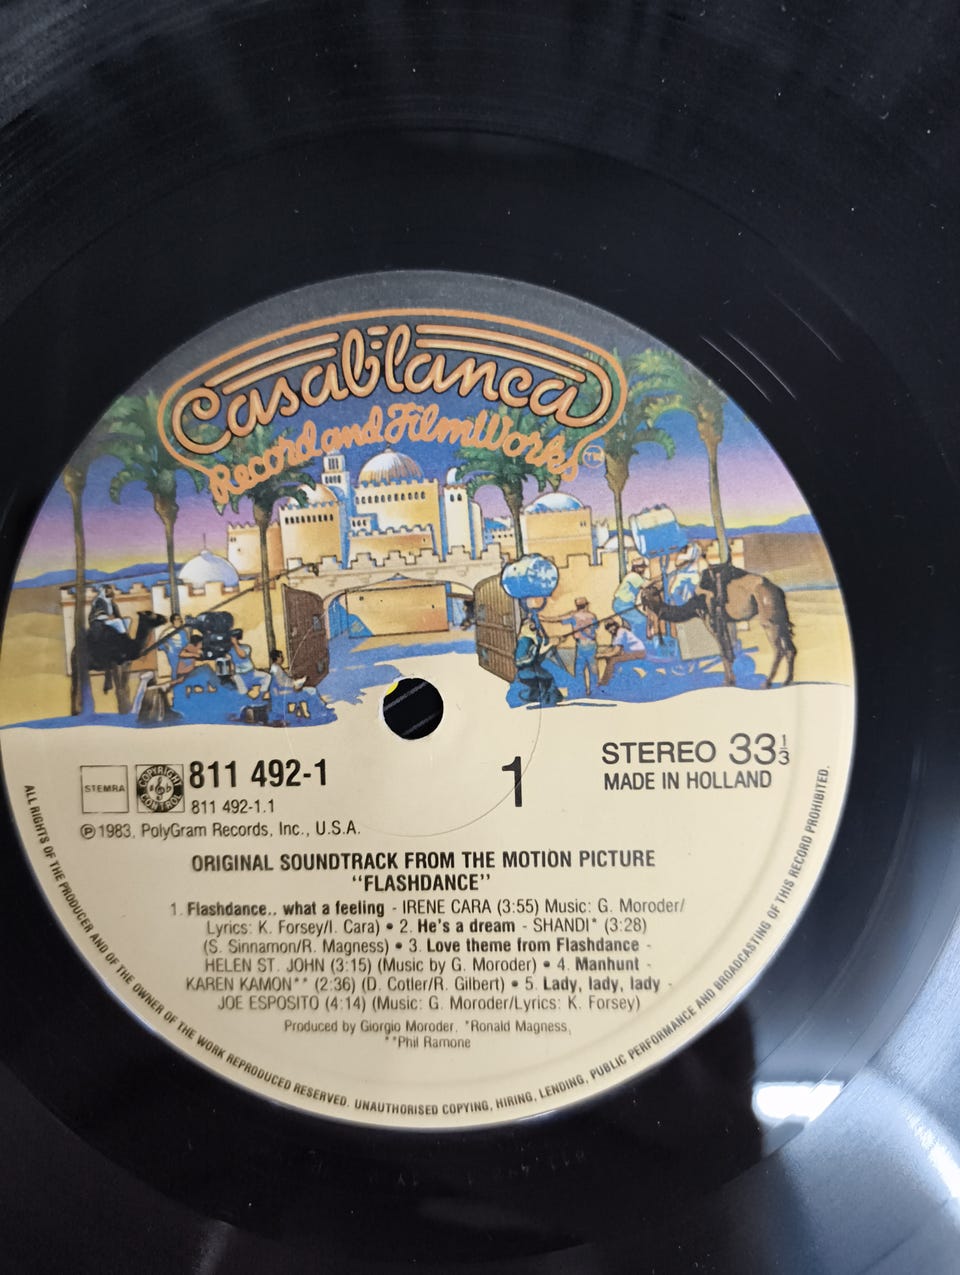 Casablanca
Record and FilmWorks
TM
STEMRA
COPYRIGHT CONTROL
811 492-1
811 492-1.1
℗1983, PolyGram Records, Inc., U.S.A.
1
STEREO 33 1/3
MADE IN HOLLAND
ORIGINAL SOUNDTRACK FROM THE MOTION PICTURE
"FLASHDANCE"
1. Flashdance.. what a feeling - IRENE CARA (3:55) Music: G. Moroder/
Lyrics: K. Forsey/I. Cara) • 2. He's a dream - SHANDI* (3:28)
(S. Sinnamon/R. Magness) • 3. Love theme from Flashdance -
HELEN ST. JOHN (3:15) (Music by G. Moroder) • 4. Manhunt -
KAREN KAMON** (2:36) (D. Cotler/R. Gilbert) • 5. Lady, lady, lady -
JOE ESPOSITO (4:14) (Music: G. Moroder/Lyrics: K. Forsey)
Produced by Giorgio Moroder, *Ronald Magness,
**Phil Ramone
ALL RIGHTS OF THE PRODUCER AND OF THE OWNER OF THE WORK REPRODUCED RESERVED. UNAUTHORISED COPYING, HIRING, LENDING, PUBLIC PERFORMANCE AND BROADCASTING OF THIS RECORD PROHIBITED.